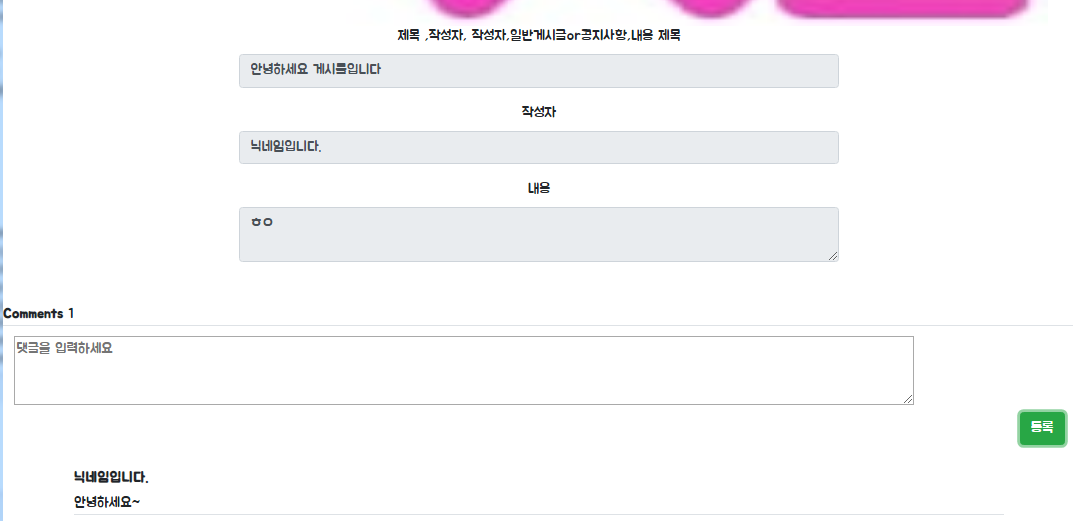 제목 ,작성자, 작성자,일반게시글or공지사항,내용 제목
안녕하세요 게시물입니다
작성자
닉네임입니다.
내용
ㅎㅇ
Comments 1
댓글을 입력하세요
등록
닉네임입니다.
안녕하세요~